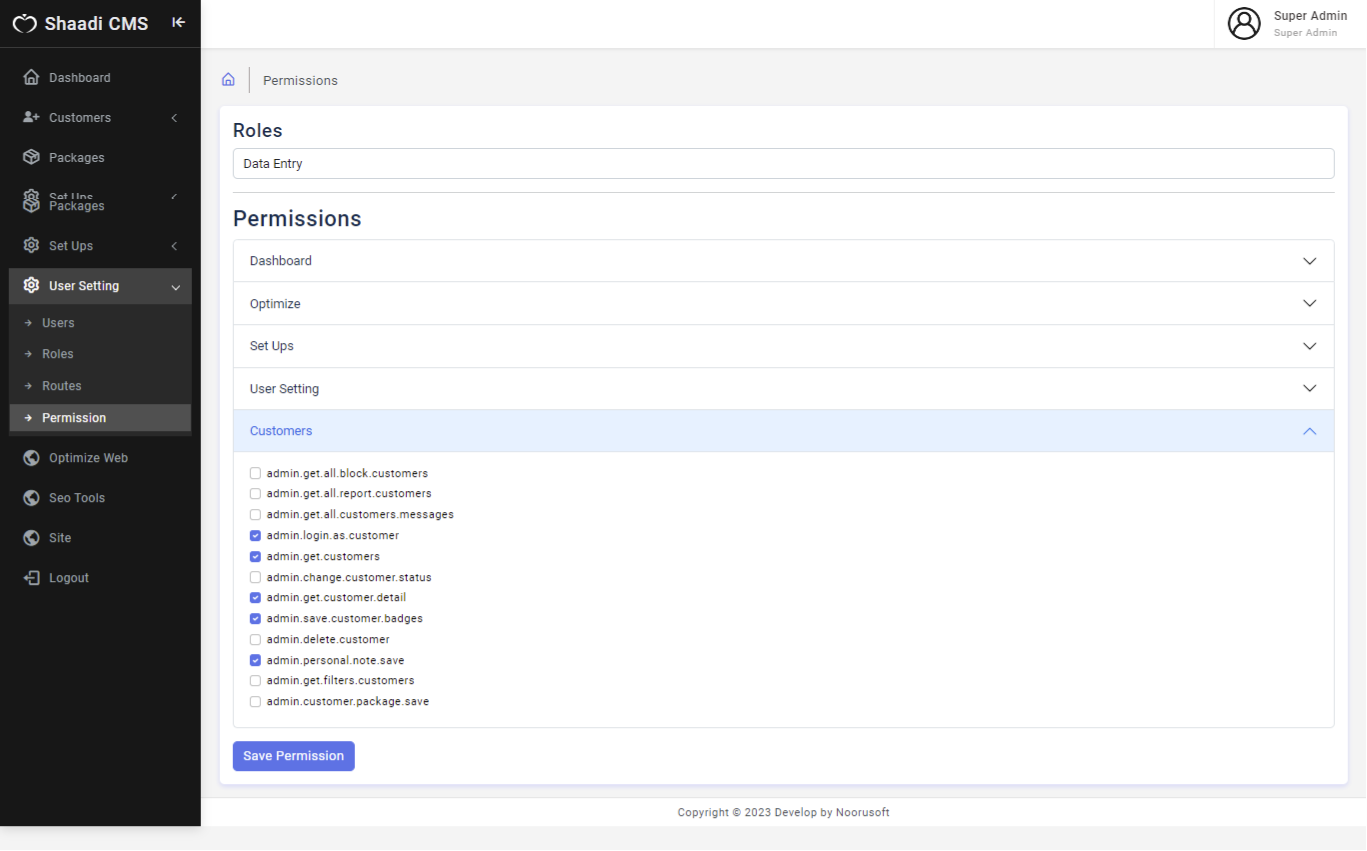 Shaadi CMS
Super Admin
Super Admin
Dashboard
Customers
Packages
Set Ups
Packages
Set Ups
User Setting
Users
Roles
Routes
Permission
Optimize Web
Seo Tools
Site
Logout
Permissions
Roles
Data Entry
Permissions
Dashboard
Optimize
Set Ups
User Setting
Customers
admin.get.all.block.customers
admin.get.all.report.customers
admin.get.all.customers.messages
admin.login.as.customer
admin.get.customers
admin.change.customer.status
admin.get.customer.detail
admin.save.customer.badges
admin.delete.customer
admin.personal.note.save
admin.get.filters.customers
admin.customer.package.save
Save Permission
Copyright © 2023 Develop by Noorusoft